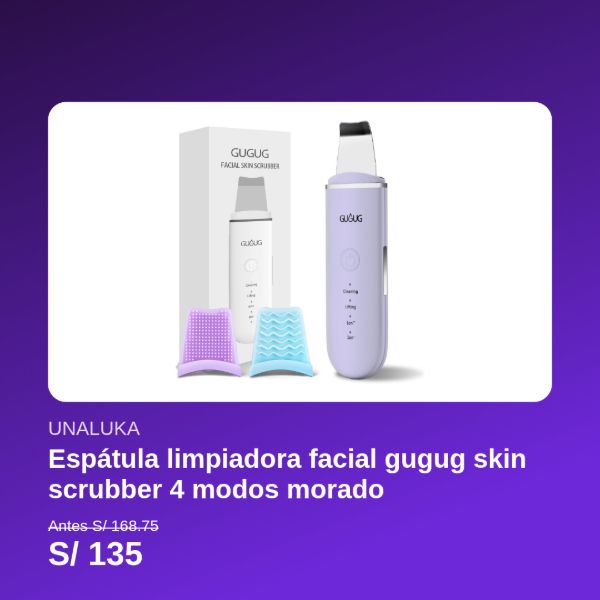 GUGUG
FACIAL SKIN SCRUBBER
GUGUG
GUGUG
Cleaning
Lifting
Ion+
Ion-
UNALUKA
Espátula limpiadora facial gugug skin
scrubber 4 modos morado
Antes S/ 168.75
S/ 135